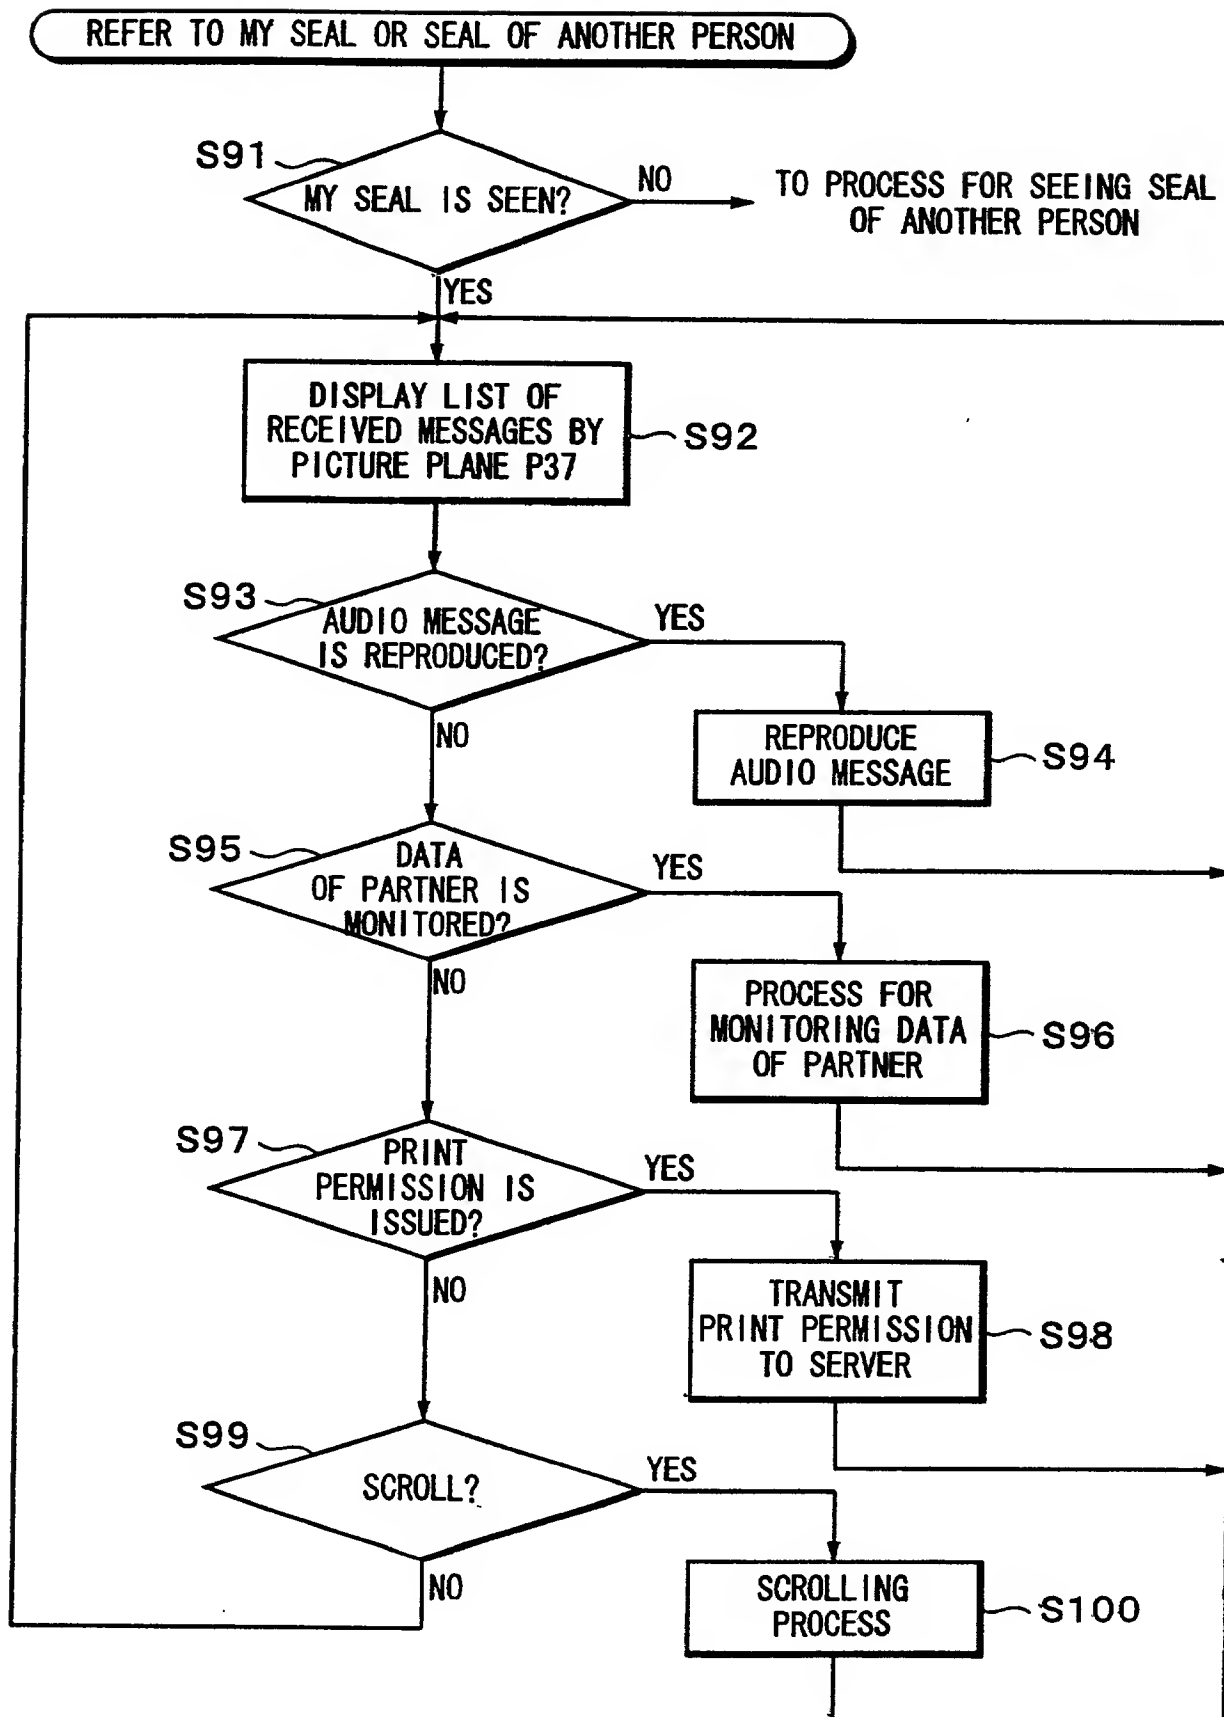 REFER TO MY SEAL OR SEAL OF ANOTHER PERSON
S91
MY SEAL IS SEEN?
NO
TO PROCESS FOR SEEING SEAL
OF ANOTHER PERSON
YES
DISPLAY LIST OF
RECEIVED MESSAGES BY
PICTURE PLANE P37
S92
S93
AUDIO MESSAGE
IS REPRODUCED?
YES
NO
REPRODUCE
AUDIO MESSAGE
S94
S95
DATA
OF PARTNER IS
MONITORED?
YES
NO
PROCESS FOR
MONITORING DATA
OF PARTNER
S96
S97
PRINT
PERMISSION IS
ISSUED?
YES
NO
TRANSMIT
PRINT PERMISSION
TO SERVER
S98
S99
SCROLL?
YES
NO
SCROLLING
PROCESS
S100